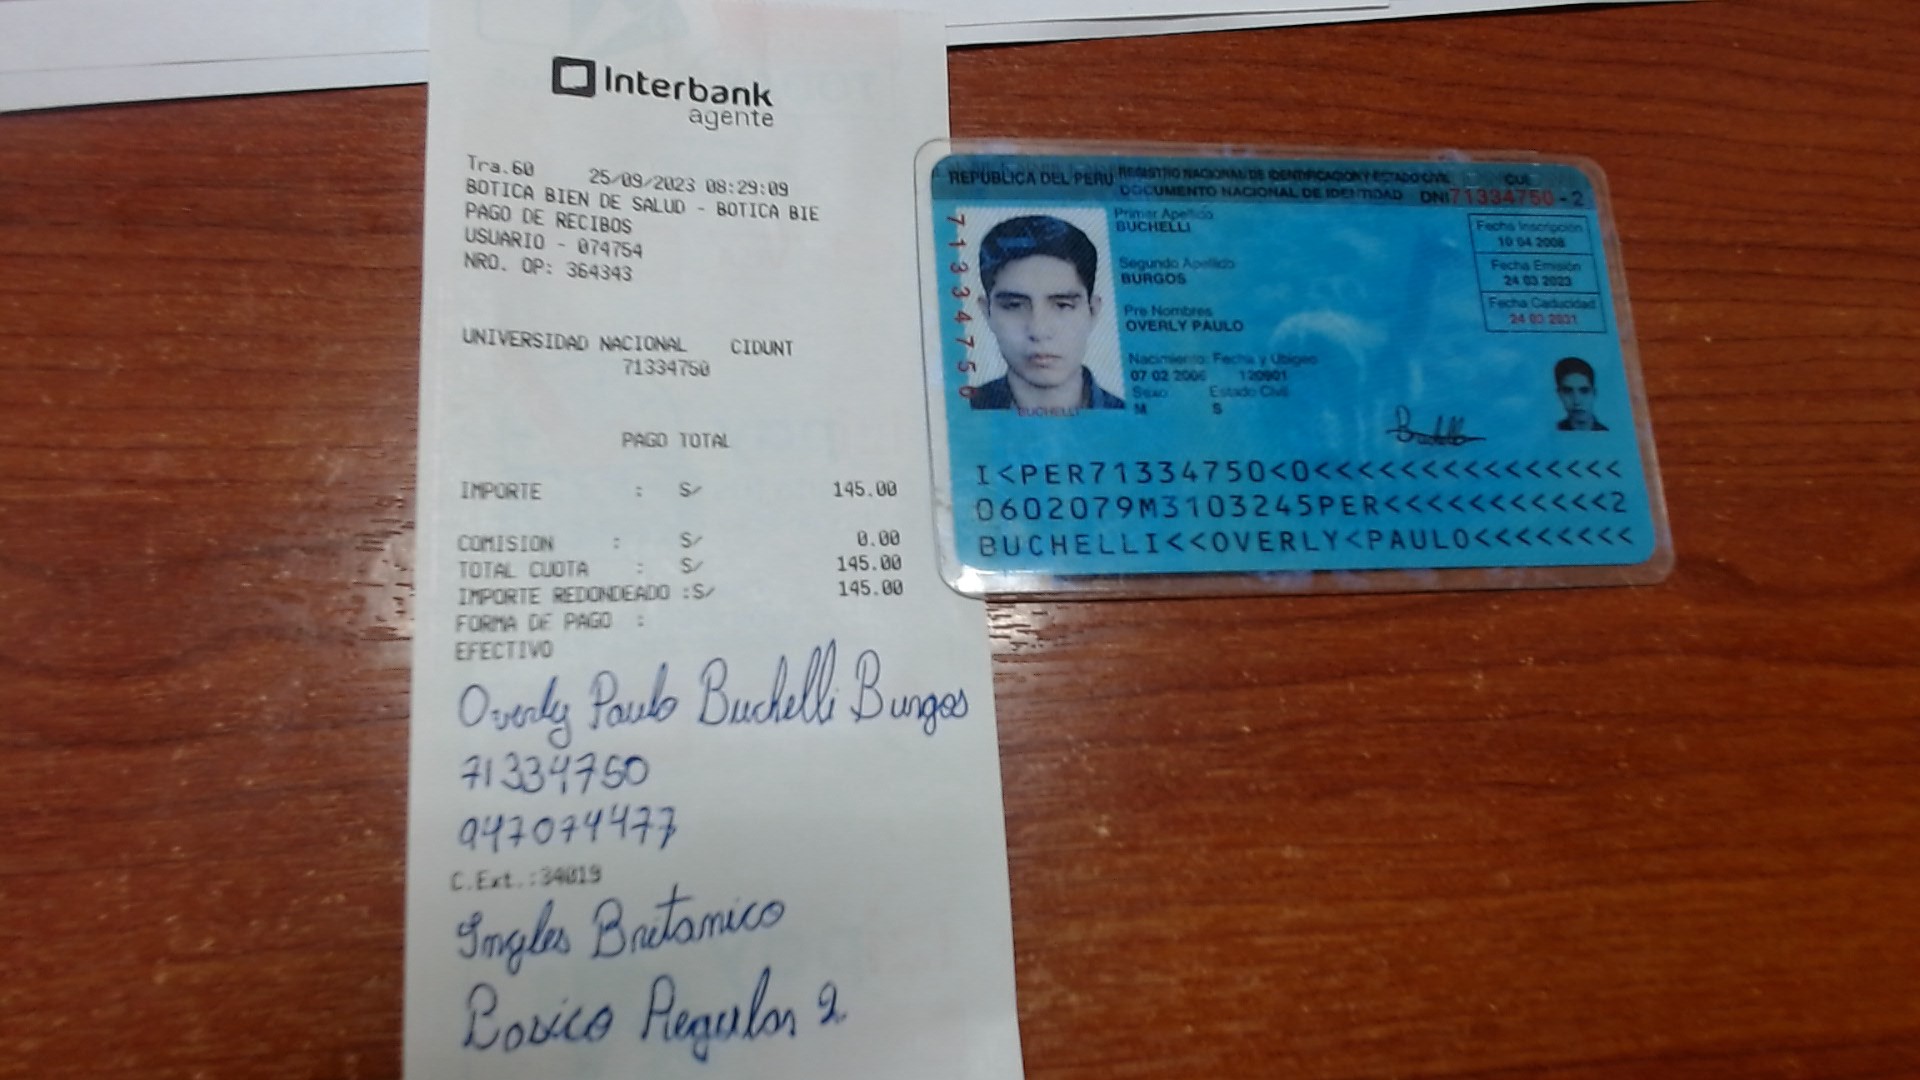 Interbank
agente
Tra.60 25/09/2023 08:29:09
BOTICA BIEN DE SALUD - BOTICA BIE
PAGO DE RECIBOS
USUARIO - 074754
NRO. OP: 364343
UNIVERSIDAD NACIONAL CIDUNT
71334750
PAGO TOTAL
IMPORTE : S/ 145.00
COMISION : S/ 0.00
TOTAL CUOTA : S/ 145.00
IMPORTE REDONDEADO :S/ 145.00
FORMA DE PAGO :
EFECTIVO
Overly Paulo Buchelli Burgos
71334750
947074477
C.Ext.:34019
Ingles Britanico
Basico Regular 2
REPUBLICA DEL PERU REGISTRO NACIONAL DE IDENTIFICACION Y ESTADO CIVIL CUI
DOCUMENTO NACIONAL DE IDENTIDAD DNI 71334750 - 2
71334750
Primer Apellido
BUCHELLI
Segundo Apellido
BURGOS
Pre Nombres
OVERLY PAULO
Nacimiento: Fecha y Ubigeo
07 02 2006 120901
Sexo Estado Civil
M S
Fecha Inscripción
10 04 2008
Fecha Emisión
24 03 2023
Fecha Caducidad
24 03 2031
BUCHELLI
Buchelli
I<PER71334750<0<<<<<<<<<<<<<<<
0602079M3103245PER<<<<<<<<<<<2
BUCHELLI<<OVERLY<PAULO<<<<<<<<